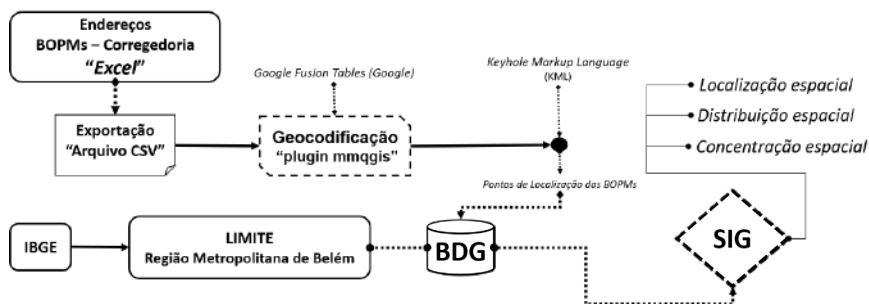 Endereços
BOPMs – Corregedoria
“Excel”
Google Fusion Tables (Google)
Keyhole Markup Language
(KML)
Exportação
“Arquivo CSV”
Geocodificação
“plugin mmqgis”
Localização espacial
Distribuição espacial
Concentração espacial
Pontos de Localização das BOPMs
IBGE
LIMITE
Região Metropolitana de Belém
BDG
SIG